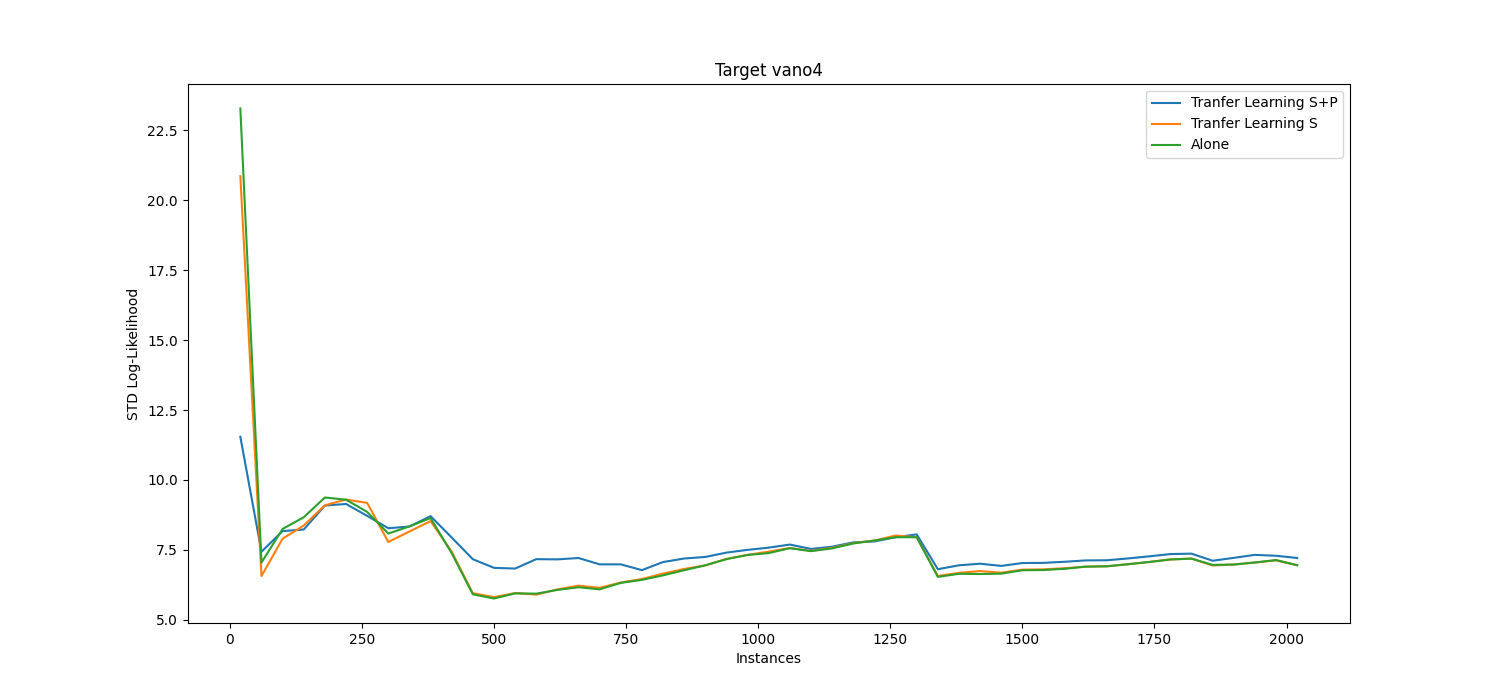 Target vano4
Tranfer Learning S+P
Tranfer Learning S
Alone
22.5
20.0
17.5
15.0
12.5
10.0
7.5
5.0
STD Log-Likelihood
0 250 500 750 1000 1250 1500 1750 2000
Instances